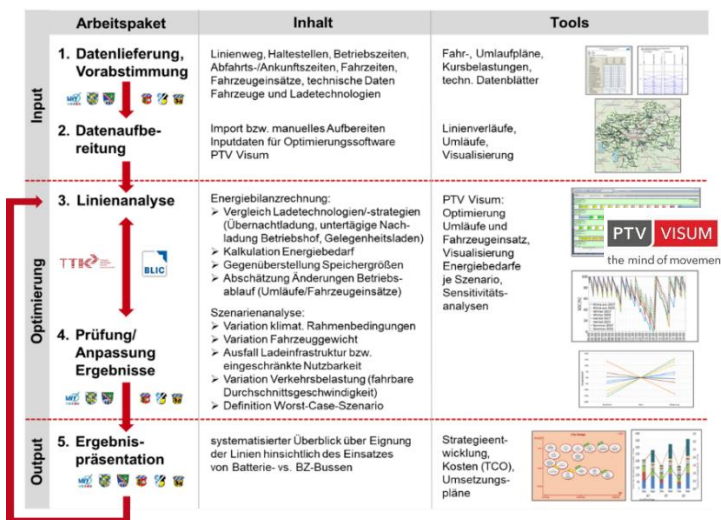 Arbeitspaket
Inhalt
Tools
Input
1. Datenlieferung,
Vorabstimmung
Linienweg, Haltestellen, Betriebszeiten,
Abfahrts-/Ankunftszeiten, Fahrzeiten,
Fahrzeugeinsätze, technische Daten
Fahrzeuge und Ladetechnologien
Fahr-, Umlaufpläne,
Kursbelastungen,
techn. Datenblätter
2. Datenaufbe-
reitung
Import bzw. manuelles Aufbereiten
Inputdaten für Optimierungssoftware
PTV Visum
Linienverläufe,
Umläufe,
Visualisierung
Optimierung
3. Linienanalyse
TTK
BLIC
Energiebilanzrechnung:
➢ Vergleich Ladetechnologien/-strategien
(Übernachtladung, untertägige Nach-
ladung Betriebshof, Gelegenheitsladen)
➢ Kalkulation Energiebedarf
➢ Gegenüberstellung Speichergrößen
➢ Abschätzung Änderungen Betriebs-
ablauf (Umläufe/Fahrzeugeinsätze)
PTV Visum:
Optimierung
Umläufe und
Fahrzeugeinsatz,
Visualisierung
Energiebedarfe
je Szenario,
Sensitivitäts-
analysen
PTV VISUM
the mind of movemen
4. Prüfung/
Anpassung
Ergebnisse
Szenarienanalyse:
➢ Variation klimat. Rahmenbedingungen
➢ Variation Fahrzeuggewicht
➢ Ausfall Ladeinfrastruktur bzw.
eingeschränkte Nutzbarkeit
➢ Variation Verkehrsbelastung (fahrbare
Durchschnittsgeschwindigkeit)
➢ Definition Worst-Case-Szenario
Output
5. Ergebnis-
präsentation
systematisierter Überblick über Eignung
der Linien hinsichtlich des Einsatzes
von Batterie- vs. BZ-Bussen
Strategieent-
wicklung,
Kosten (TCO),
Umsetzungs-
pläne